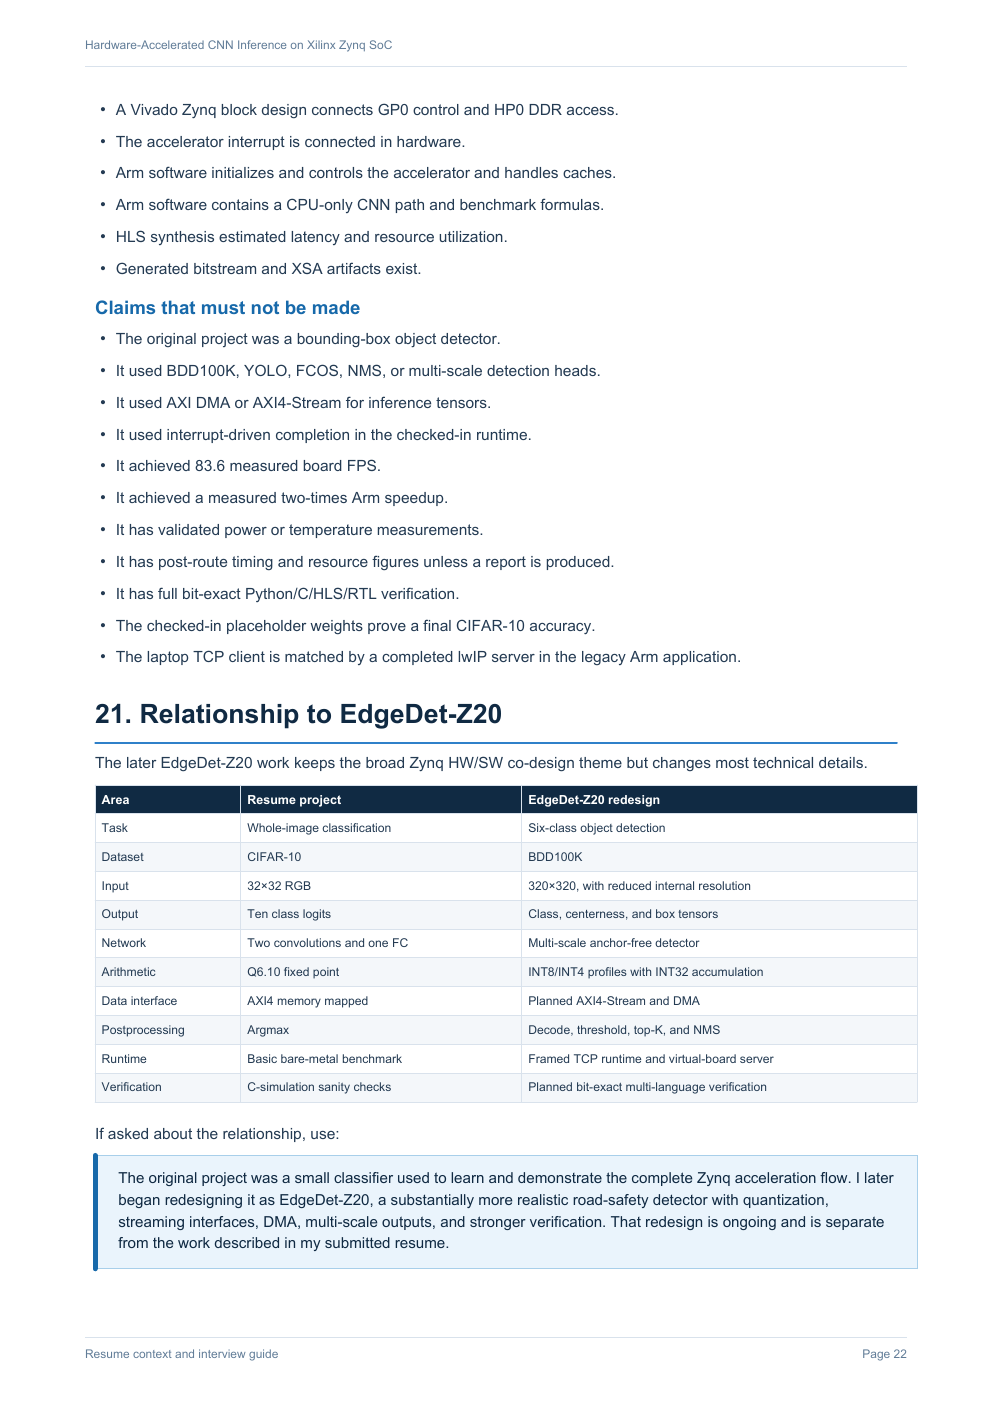 Hardware-Accelerated CNN Inference on Xilinx Zynq SoC
• A Vivado Zynq block design connects GP0 control and HP0 DDR access.
• The accelerator interrupt is connected in hardware.
• Arm software initializes and controls the accelerator and handles caches.
• Arm software contains a CPU-only CNN path and benchmark formulas.
• HLS synthesis estimated latency and resource utilization.
• Generated bitstream and XSA artifacts exist.
Claims that must not be made
• The original project was a bounding-box object detector.
• It used BDD100K, YOLO, FCOS, NMS, or multi-scale detection heads.
• It used AXI DMA or AXI4-Stream for inference tensors.
• It used interrupt-driven completion in the checked-in runtime.
• It achieved 83.6 measured board FPS.
• It achieved a measured two-times Arm speedup.
• It has validated power or temperature measurements.
• It has post-route timing and resource figures unless a report is produced.
• It has full bit-exact Python/C/HLS/RTL verification.
• The checked-in placeholder weights prove a final CIFAR-10 accuracy.
• The laptop TCP client is matched by a completed lwIP server in the legacy Arm application.
21. Relationship to EdgeDet-Z20
The later EdgeDet-Z20 work keeps the broad Zynq HW/SW co-design theme but changes most technical details.
Area Resume project EdgeDet-Z20 redesign
Task Whole-image classification Six-class object detection
Dataset CIFAR-10 BDD100K
Input 32×32 RGB 320×320, with reduced internal resolution
Output Ten class logits Class, centerness, and box tensors
Network Two convolutions and one FC Multi-scale anchor-free detector
Arithmetic Q6.10 fixed point INT8/INT4 profiles with INT32 accumulation
Data interface AXI4 memory mapped Planned AXI4-Stream and DMA
Postprocessing Argmax Decode, threshold, top-K, and NMS
Runtime Basic bare-metal benchmark Framed TCP runtime and virtual-board server
Verification C-simulation sanity checks Planned bit-exact multi-language verification
If asked about the relationship, use:
The original project was a small classifier used to learn and demonstrate the complete Zynq acceleration flow. I later
began redesigning it as EdgeDet-Z20, a substantially more realistic road-safety detector with quantization,
streaming interfaces, DMA, multi-scale outputs, and stronger verification. That redesign is ongoing and is separate
from the work described in my submitted resume.
Resume context and interview guide Page 22